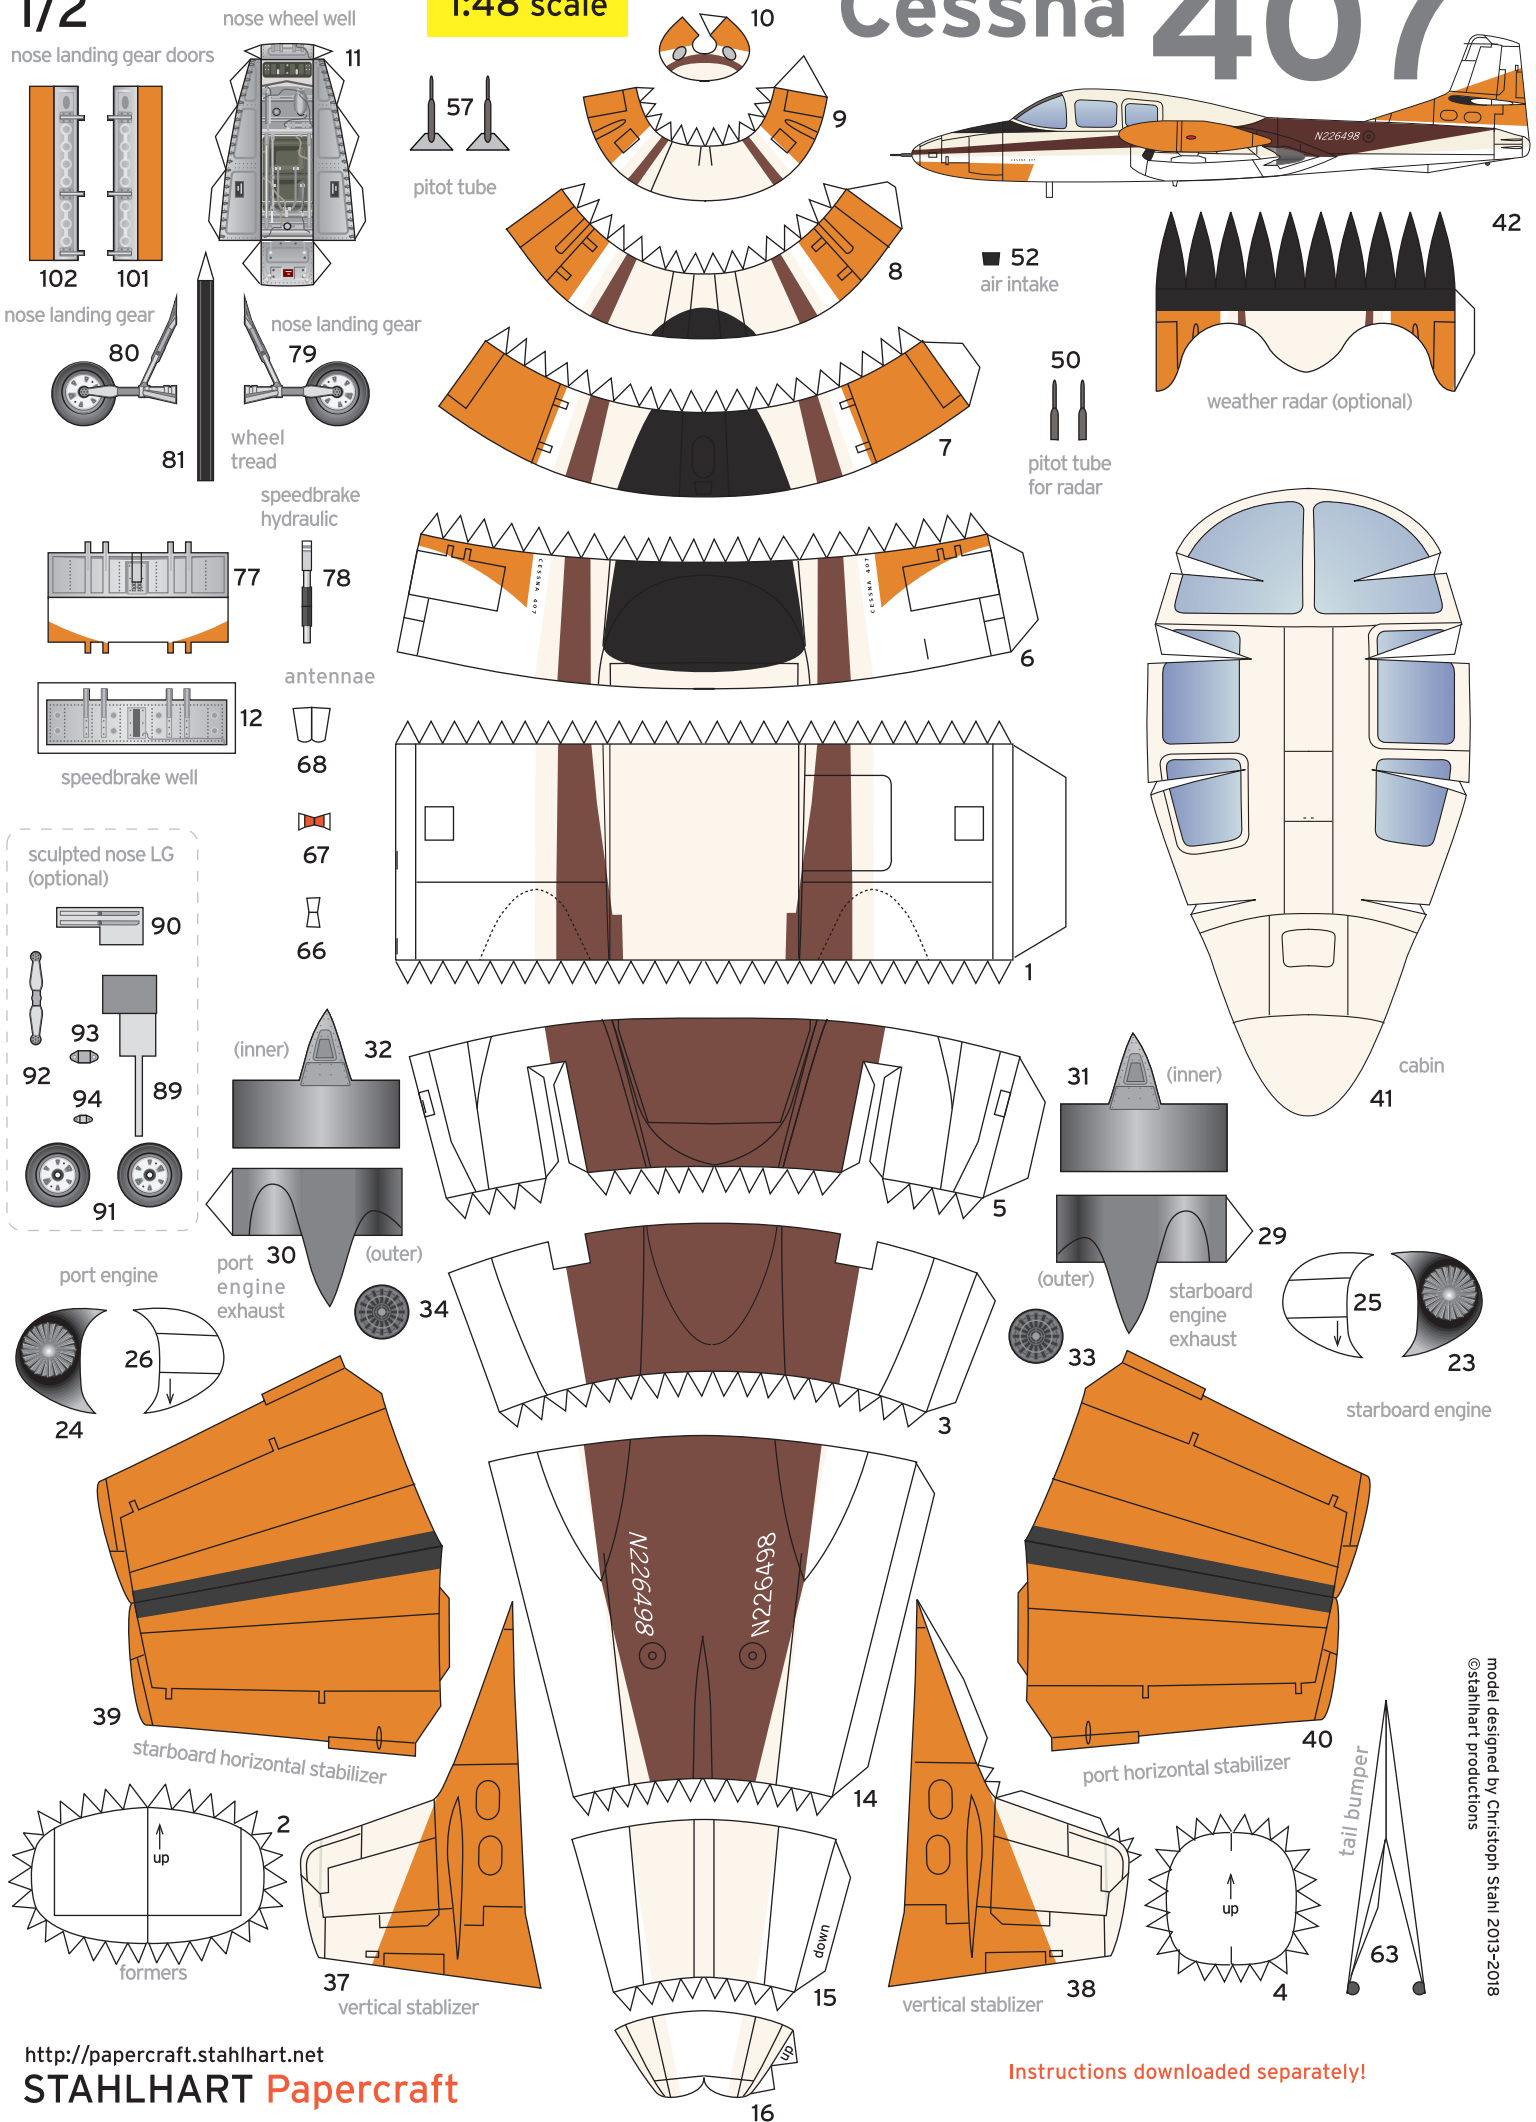 1/2
1:48 scale
Cessna 407
nose landing gear doors
nose wheel well
11
10
57
pitot tube
9
N226498
CESSNA 407
102
101
8
52
air intake
42
weather radar (optional)
nose landing gear
80
nose landing gear
79
81
wheel
tread
7
50
pitot tube
for radar
speedbrake
hydraulic
77
78
CESSNA 407
CESSNA 407
6
12
speedbrake well
antennae
68
67
66
1
sculpted nose LG
(optional)
90
93
92
94
89
91
(inner)
32
31
(inner)
cabin
41
5
30
(outer)
port
engine
exhaust
34
29
(outer)
starboard
engine
exhaust
33
port engine
26
24
25
23
starboard engine
3
N226498
N226498
39
starboard horizontal stabilizer
40
port horizontal stabilizer
14
2
up
formers
37
vertical stablizer
down
15
38
vertical stablizer
up
4
tail bumper
63
model designed by Christoph Stahl 2013-2018
©stahlhart productions
up
16
http://papercraft.stahlhart.net
STAHLHART Papercraft
Instructions downloaded separately!